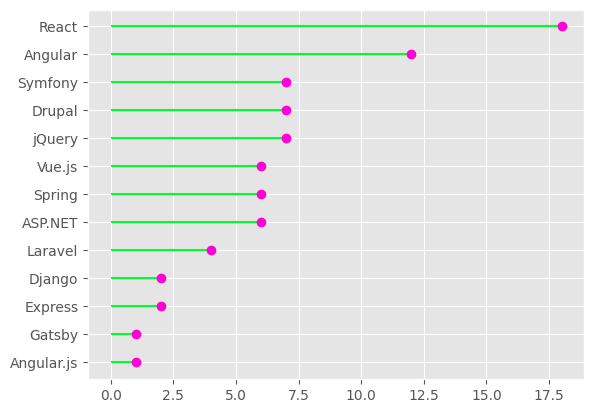 React
Angular
Symfony
Drupal
jQuery
Vue.js
Spring
ASP.NET
Laravel
Django
Express
Gatsby
Angular.js
0.0 2.5 5.0 7.5 10.0 12.5 15.0 17.5